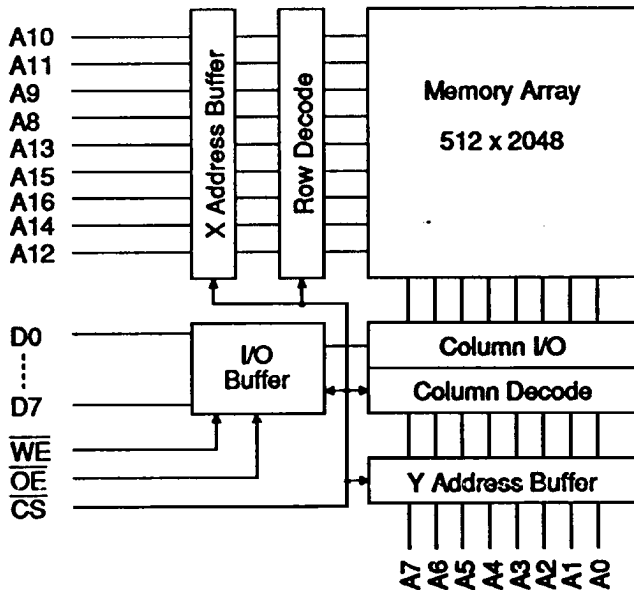 A10
A11
A9
A8
A13
A15
A16
A14
A12
X Address Buffer
Row Decode
Memory Array
512 x 2048
D0
D7
I/O
Buffer
Column I/O
Column Decode
WE
OE
CS
Y Address Buffer
A7
A6
A5
A4
A3
A2
A1
A0